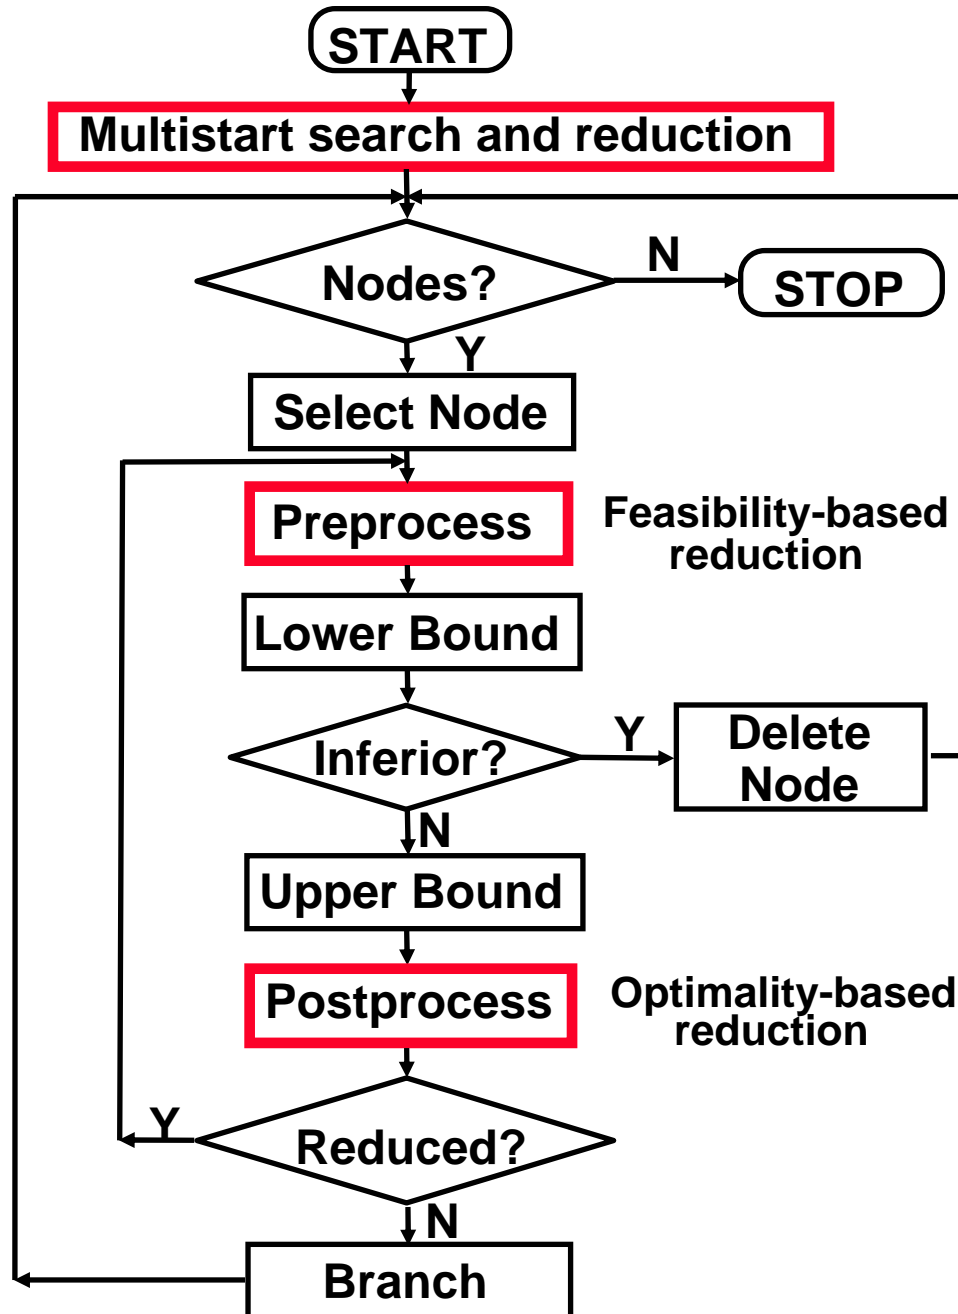 START
Multistart search and reduction
Nodes?
N
STOP
Y
Select Node
Preprocess
Feasibility-based
reduction
Lower Bound
Inferior?
Y
Delete
Node
N
Upper Bound
Postprocess
Optimality-based
reduction
Y
Reduced?
N
Branch